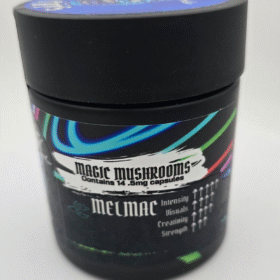 MAGIC MUSHROOMS
Contains 14 .5mg capsules
MELMAC
Intensity
Visuals
Creativity
Strength